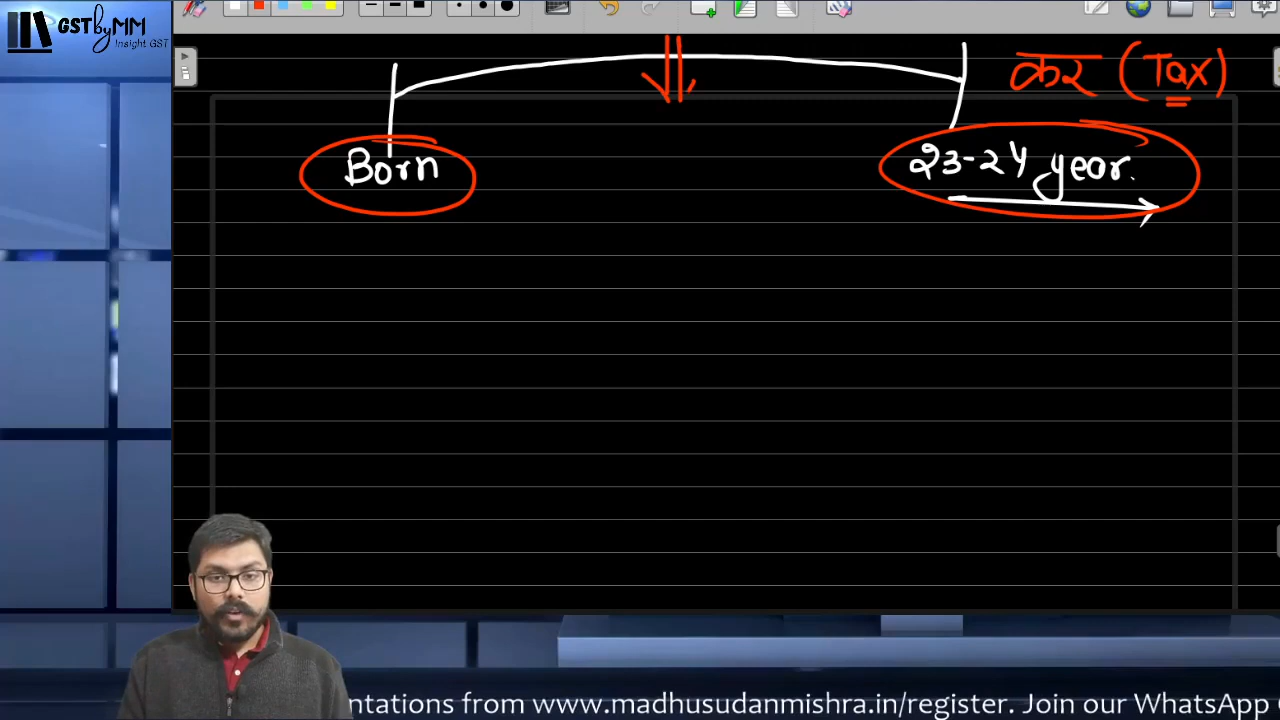 GSTbyMM
Insight GST
कर (Tax)
Born
23-24 year.
ntations from www.madhusudanmishra.in/register. Join our WhatsApp